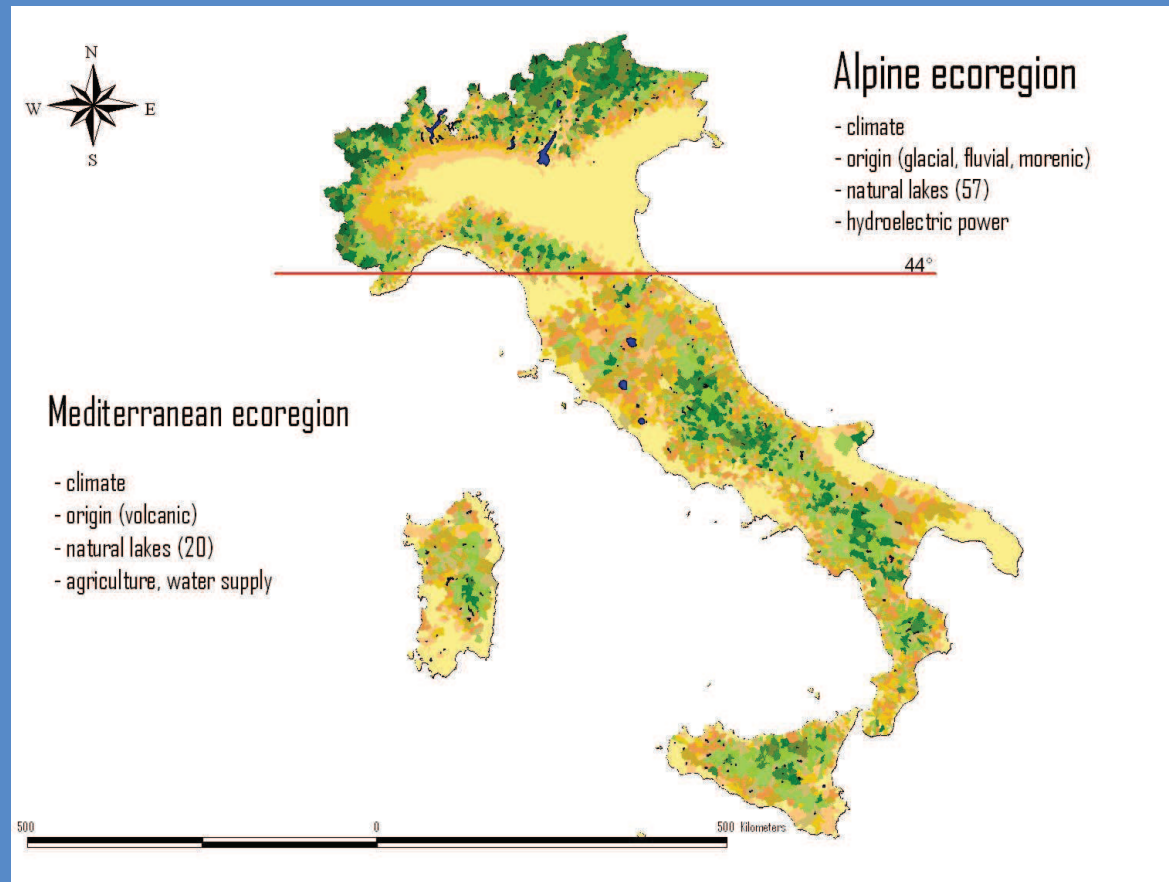 N
W E
S
Alpine ecoregion
- climate
- origin (glacial, fluvial, morenic)
- natural lakes (57)
- hydroelectric power
44°
Mediterranean ecoregion
- climate
- origin (volcanic)
- natural lakes (20)
- agriculture, water supply
500 0 500 Kilometers